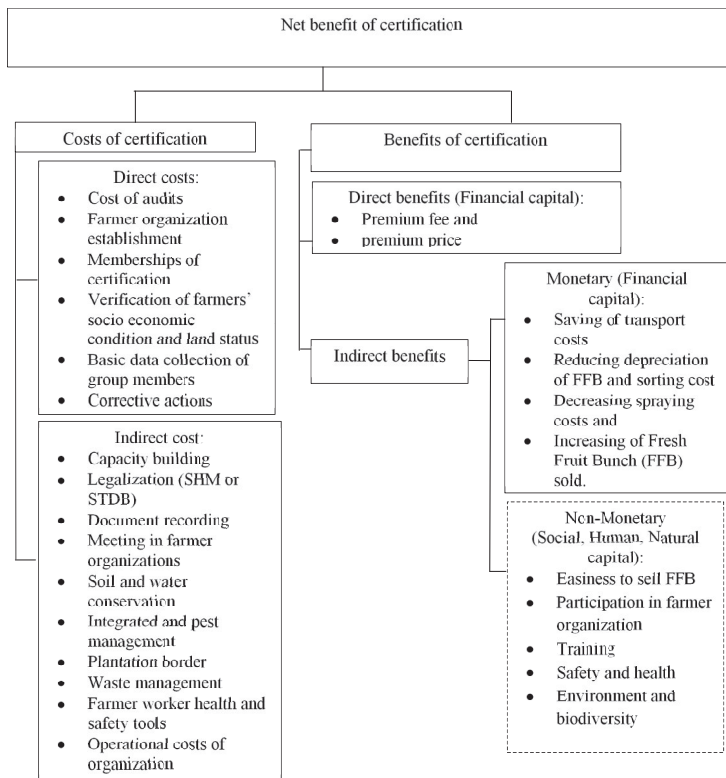 Net benefit of certification
Costs of certification
Direct costs:
• Cost of audits
• Farmer organization
establishment
• Memberships of
certification
• Verification of farmers'
socio economic
condition and land status
• Basic data collection of
group members
• Corrective actions
Indirect cost:
• Capacity building
• Legalization (SHM or
STDB)
• Document recording
• Meeting in farmer
organizations
• Soil and water
conservation
• Integrated and pest
management
• Plantation border
• Waste management
• Farmer worker health and
safety tools
• Operational costs of
organization
Benefits of certification
Direct benefits (Financial capital):
• Premium fee and
• premium price
Indirect benefits
Monetary (Financial
capital):
• Saving of transport
costs
• Reducing depreciation
of FFB and sorting cost
• Decreasing spraying
costs and
• Increasing of Fresh
Fruit Bunch (FFB)
sold.
Non-Monetary
(Social, Human, Natural
capital):
• Easiness to sell FFB
• Participation in farmer
organization
• Training
• Safety and health
• Environment and
biodiversity